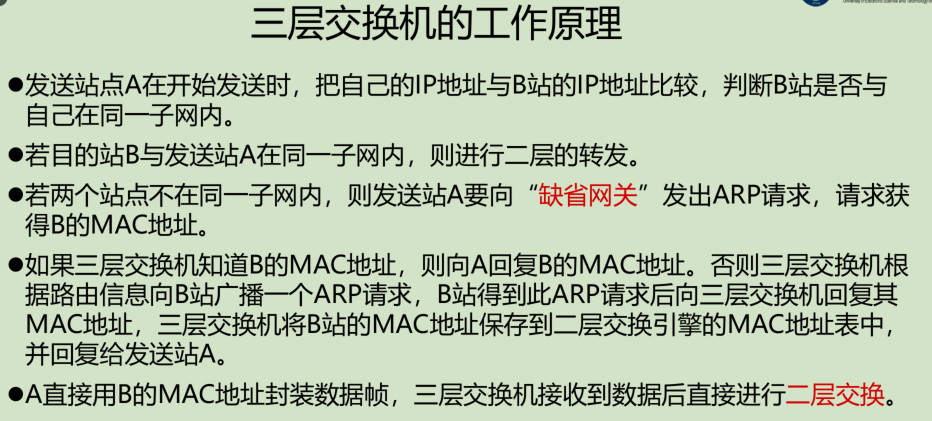 三层交换机的工作原理
●发送站点A在开始发送时，把自己的IP地址与B站的IP地址比较，判断B站是否与
自己在同一子网内。
●若目的站B与发送站A在同一子网内，则进行二层的转发。
●若两个站点不在同一子网内，则发送站A要向“缺省网关”发出ARP请求，请求获
得B的MAC地址。
●如果三层交换机知道B的MAC地址，则向A回复B的MAC地址。否则三层交换机根
据路由信息向B站广播一个ARP请求，B站得到此ARP请求后向三层交换机回复其
MAC地址，三层交换机将B站的MAC地址保存到二层交换引擎的MAC地址表中，
并回复给发送站A。
●A直接用B的MAC地址封装数据帧，三层交换机接收到数据后直接进行二层交换。